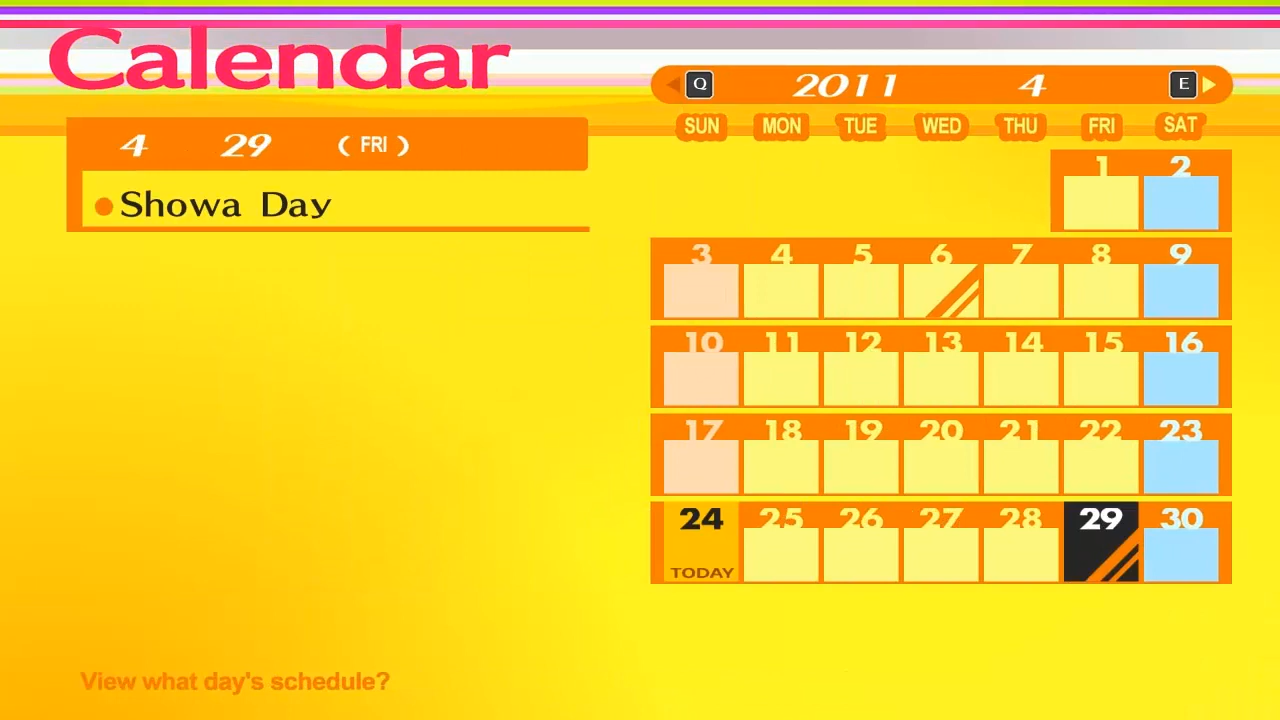 Calendar
Q 2011 4 E
SUN MON TUE WED THU FRI SAT
4 29 ( FRI )
Showa Day
1 2
3 4 5 6 7 8 9
10 11 12 13 14 15 16
17 18 19 20 21 22 23
24 25 26 27 28 29 30
TODAY
View what day's schedule?